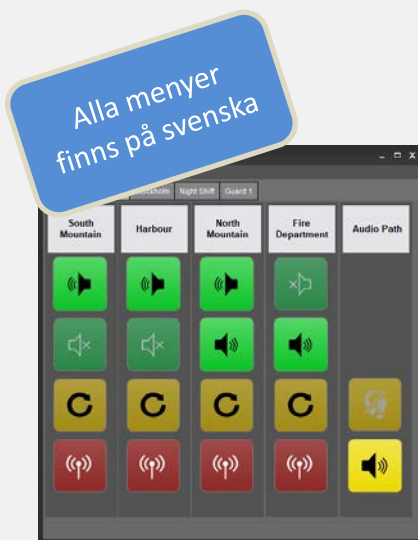 Alla menyer
finns på svenska
Night Shift Guard 1
South
Mountain
Harbour
North
Mountain
Fire
Department
Audio Path